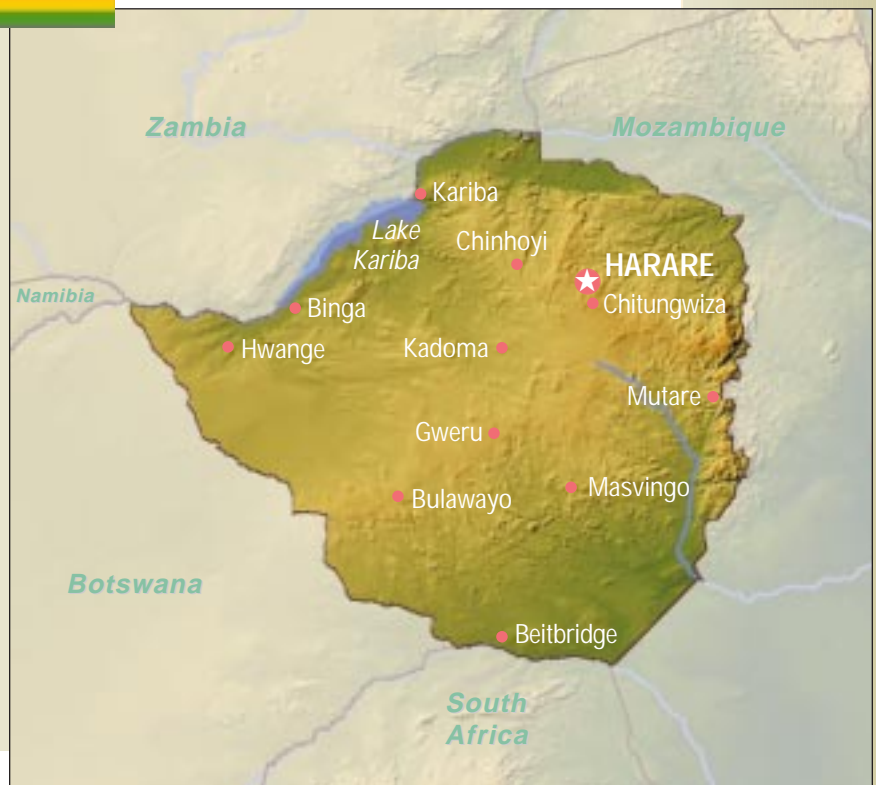 Zambia
Mozambique
Kariba
Lake
Kariba
Chinhoyi
HARARE
Namibia
Binga
Chitungwiza
Hwange
Kadoma
Mutare
Gweru
Bulawayo
Masvingo
Botswana
Beitbridge
South
Africa